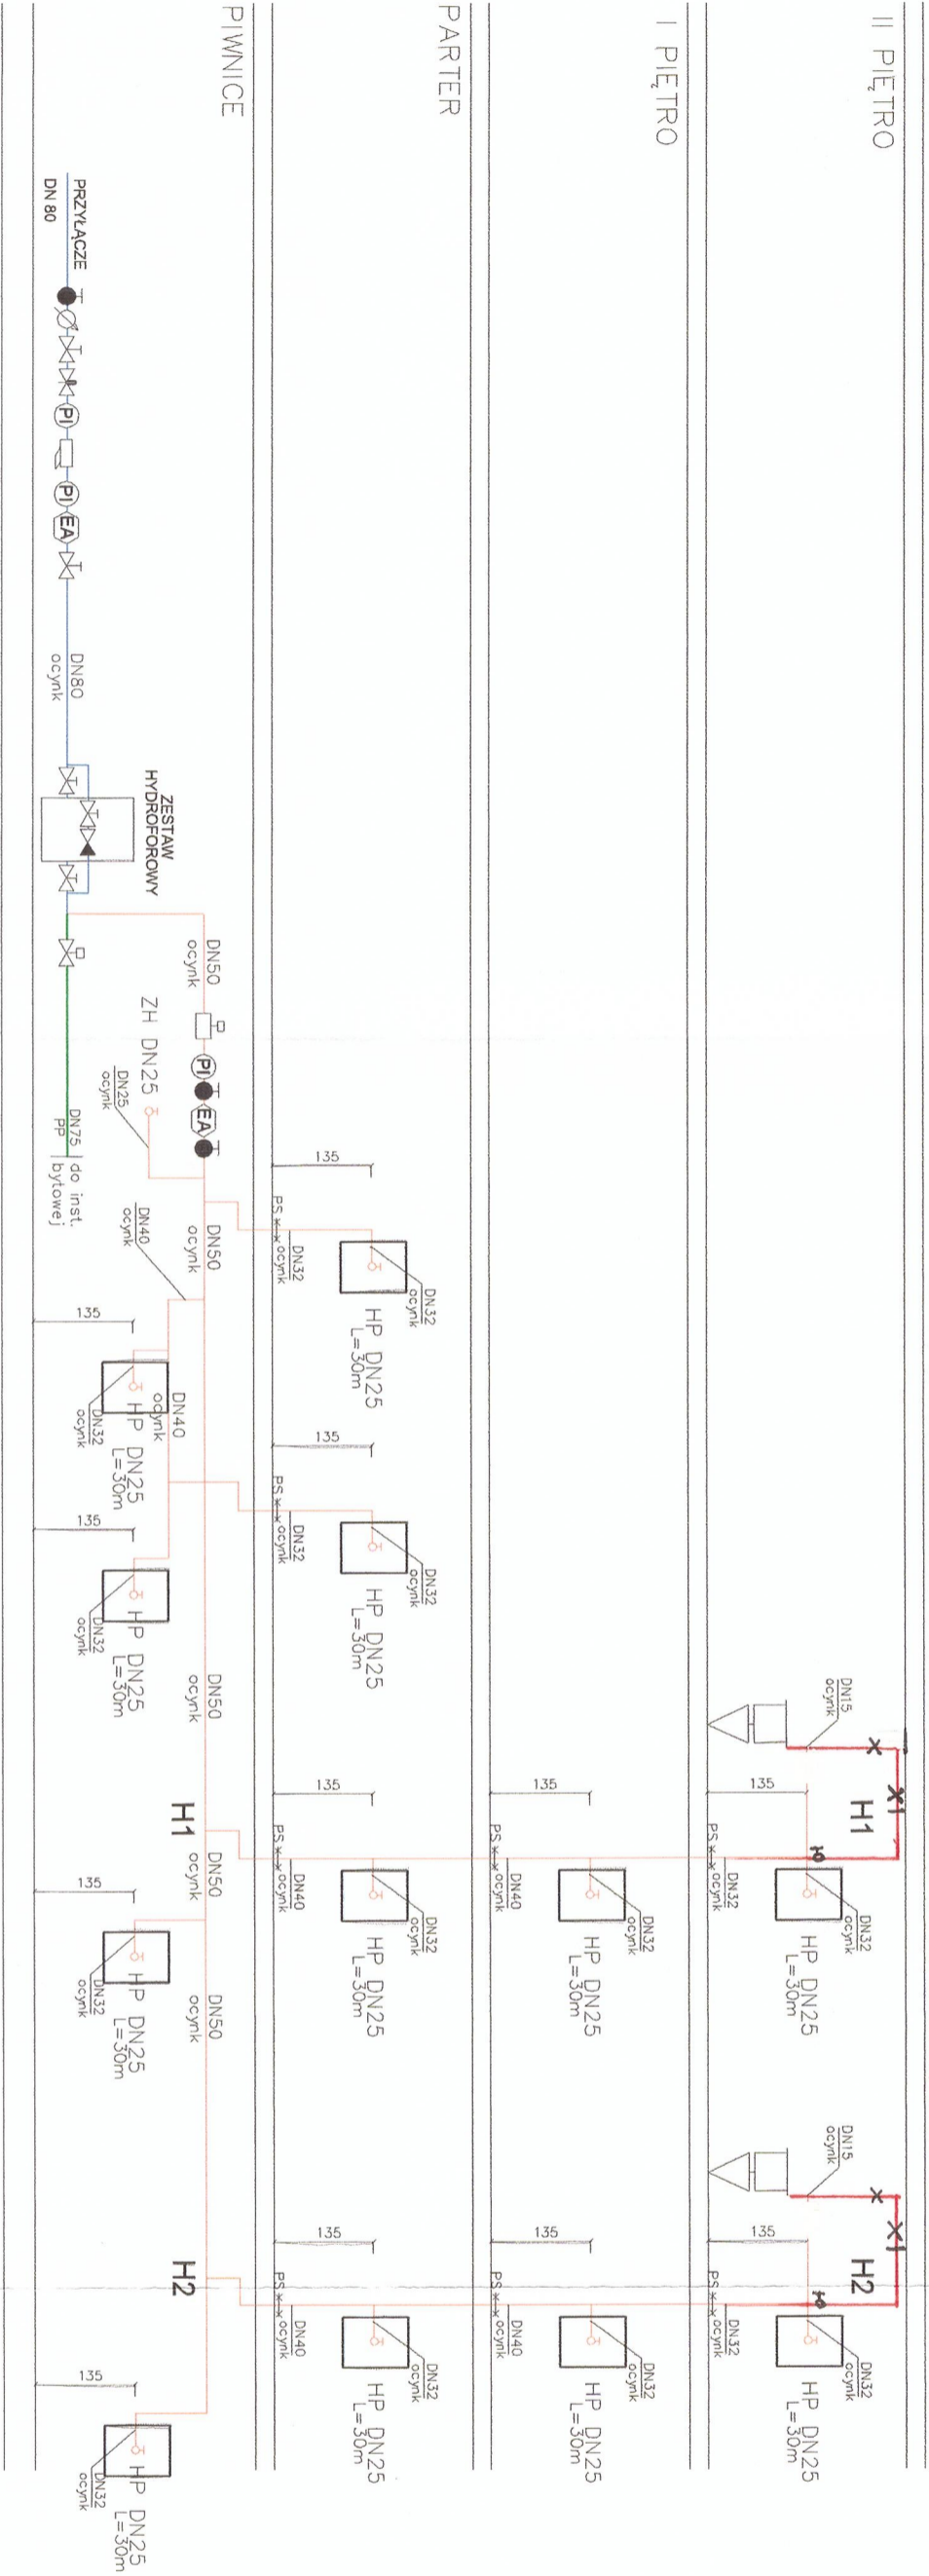 II PIĘTRO
DN15
ocynk
X
X1
H1
135
PS
DN32
ocynk
DN32
ocynk
HP DN25
L=30m
DN15
ocynk
X
X1
H2
135
PS
DN32
ocynk
DN32
ocynk
HP DN25
L=30m
I PIĘTRO
135
PS
DN40
ocynk
DN32
ocynk
HP DN25
L=30m
135
PS
DN40
ocynk
DN32
ocynk
HP DN25
L=30m
PARTER
135
PS
DN32
ocynk
DN32
ocynk
HP DN25
L=30m
135
PS
DN32
ocynk
DN32
ocynk
HP DN25
L=30m
135
PS
DN40
ocynk
DN32
ocynk
HP DN25
L=30m
135
PS
DN40
ocynk
DN32
ocynk
HP DN25
L=30m
PIWNICE
PRZYŁĄCZE
DN 80
PI
PI
EA
DN80
ocynk
ZESTAW
HYDROFOROWY
DN50
ocynk
PI
EA
ZH DN25
DN25
ocynk
DN75
PP
do inst.
bytowej
DN50
ocynk
DN40
ocynk
135
DN40
ocynk
HP DN25
L=30m
DN32
ocynk
135
HP DN25
L=30m
DN32
ocynk
DN50
ocynk
H1
DN50
ocynk
135
HP DN25
L=30m
DN32
ocynk
DN50
ocynk
H2
135
HP DN25
L=30m
DN32
ocynk